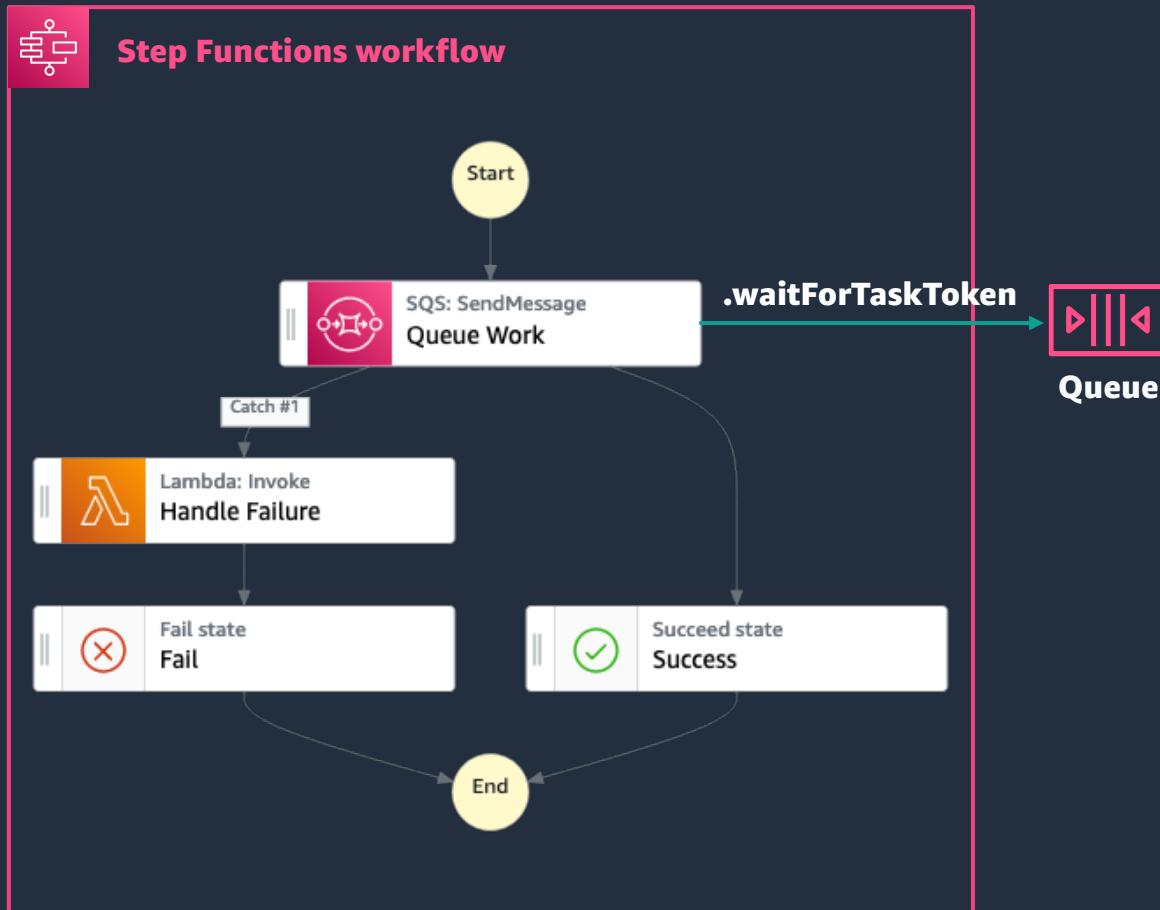 Step Functions workflow
Start
SQS: SendMessage
Queue Work
.waitForTaskToken
Queue
Catch #1
Lambda: Invoke
Handle Failure
Fail state
Fail
Succeed state
Success
End